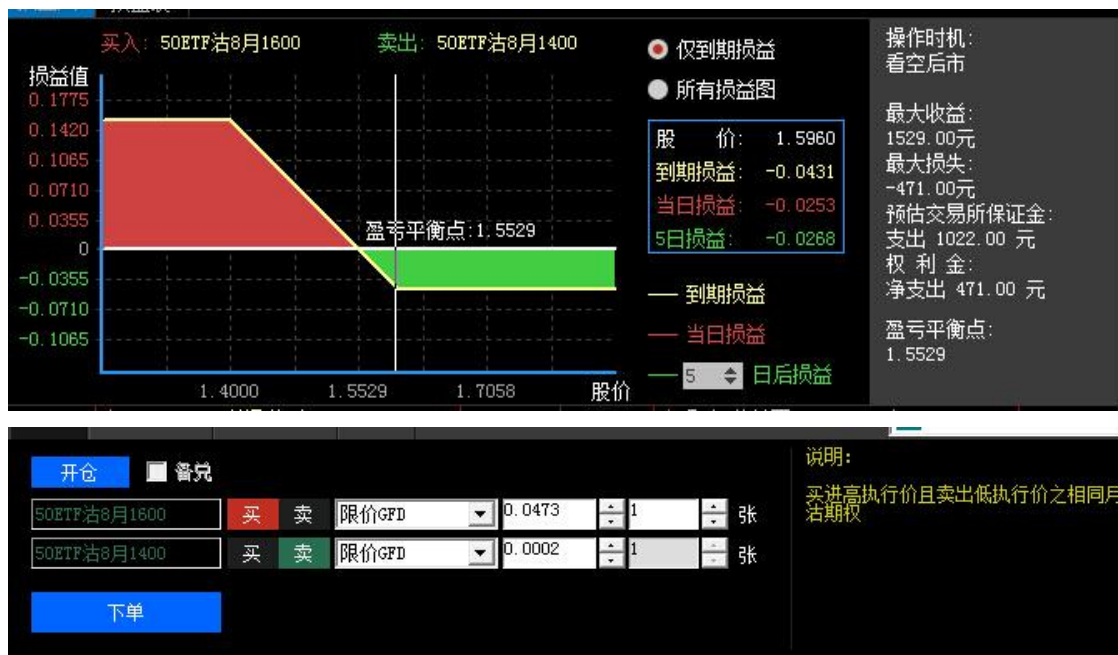 买入: 50ETF沽8月1600
卖出: 50ETF沽8月1400
损益值
0.1775
0.1420
0.1065
0.0710
0.0355
0
-0.0355
-0.0710
-0.1065
盈亏平衡点:1.5529
1.4000 1.5529 1.7058 股价
仅到期损益
所有损益图
股 价: 1.5960
到期损益: -0.0431
当日损益: -0.0253
5日损益: -0.0268
到期损益
当日损益
5 日后损益
操作时机:
看空后市
最大收益:
1529.00元
最大损失:
-471.00元
预估交易所保证金:
支出 1022.00 元
权 利 金:
净支出 471.00 元
盈亏平衡点:
1.5529
开仓 备兑
50ETF沽8月1600 买 卖 限价GFD 0.0473 1 张
50ETF沽8月1400 买 卖 限价GFD 0.0002 1 张
下单
说明:
买进高执行价且卖出低执行价之相同月
沽期权